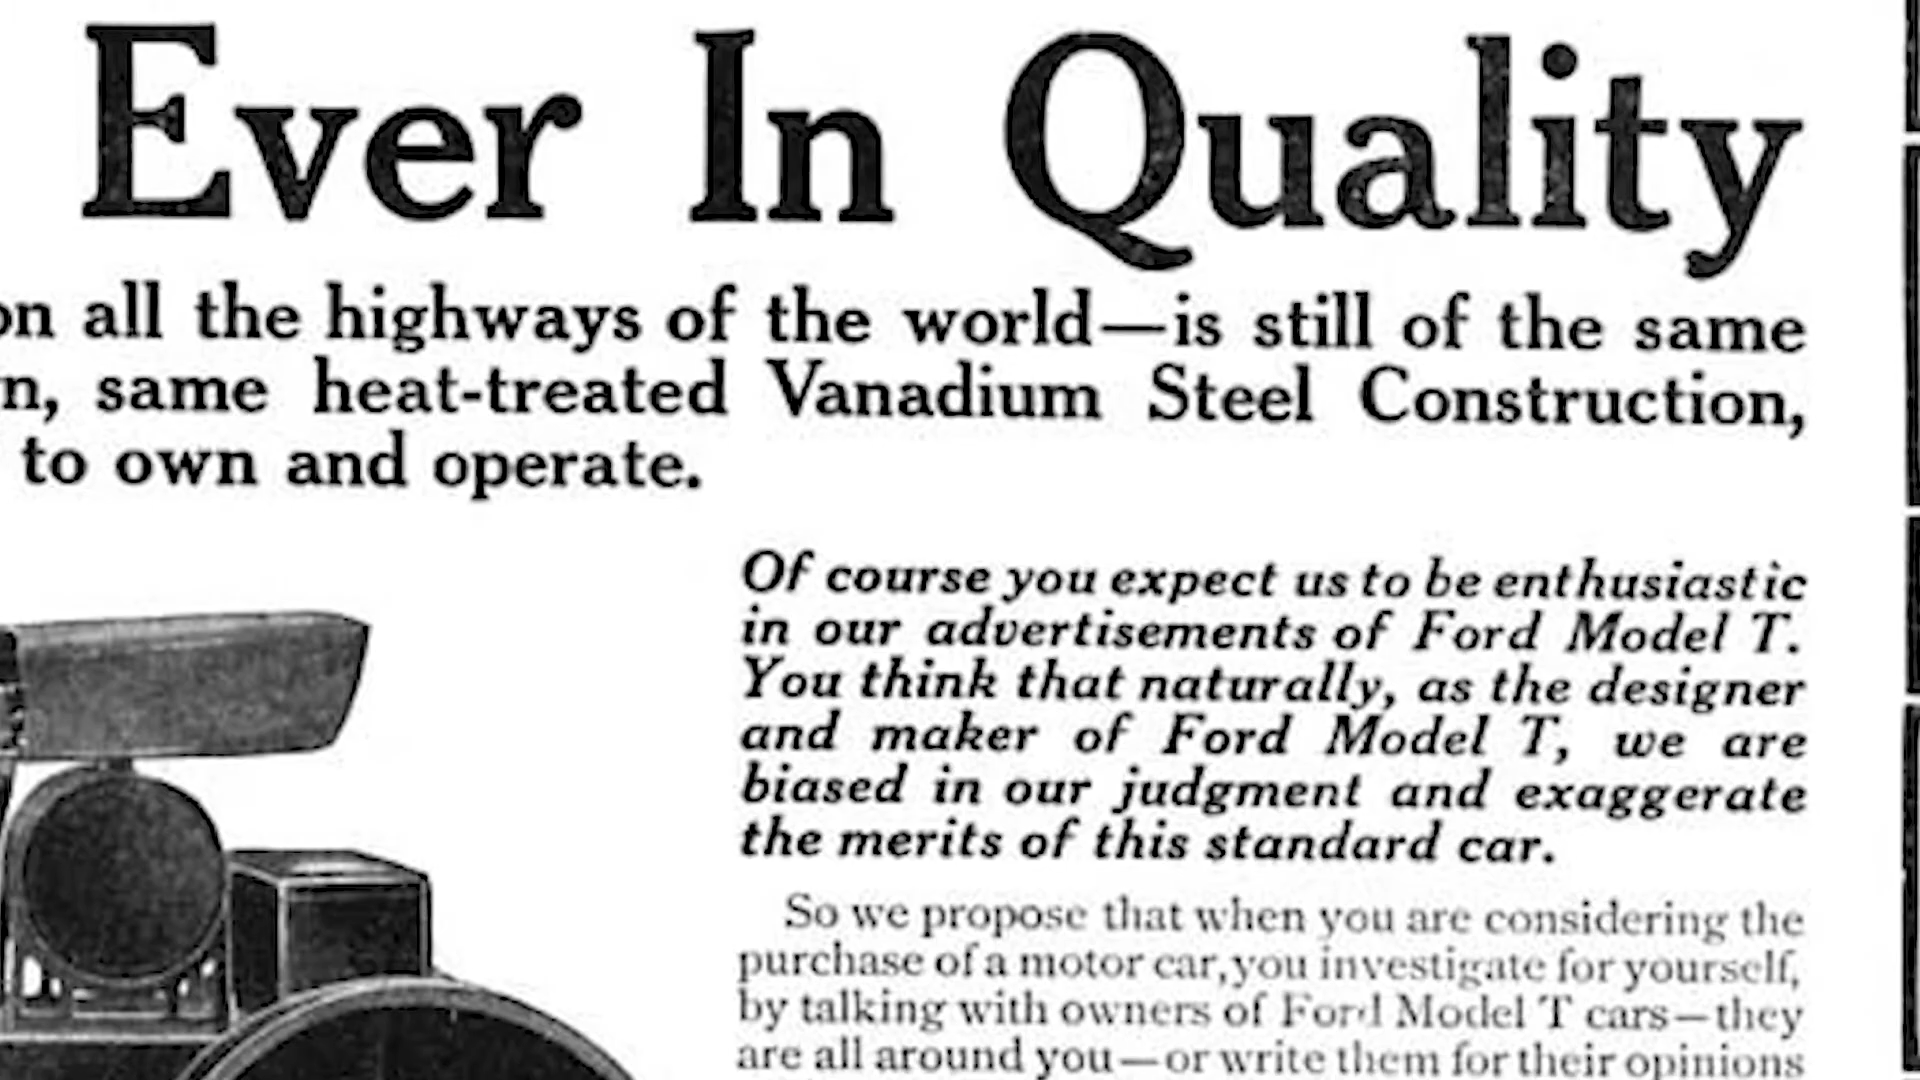 Ever In Quality
on all the highways of the world—is still of the same
n, same heat-treated Vanadium Steel Construction,
to own and operate.
Of course you expect us to be enthusiastic
in our advertisements of Ford Model T.
You think that naturally, as the designer
and maker of Ford Model T, we are
biased in our judgment and exaggerate
the merits of this standard car.
So we propose that when you are considering the
purchase of a motor car, you investigate for yourself,
by talking with owners of Ford Model T cars—they
are all around you—or write them for their opinions